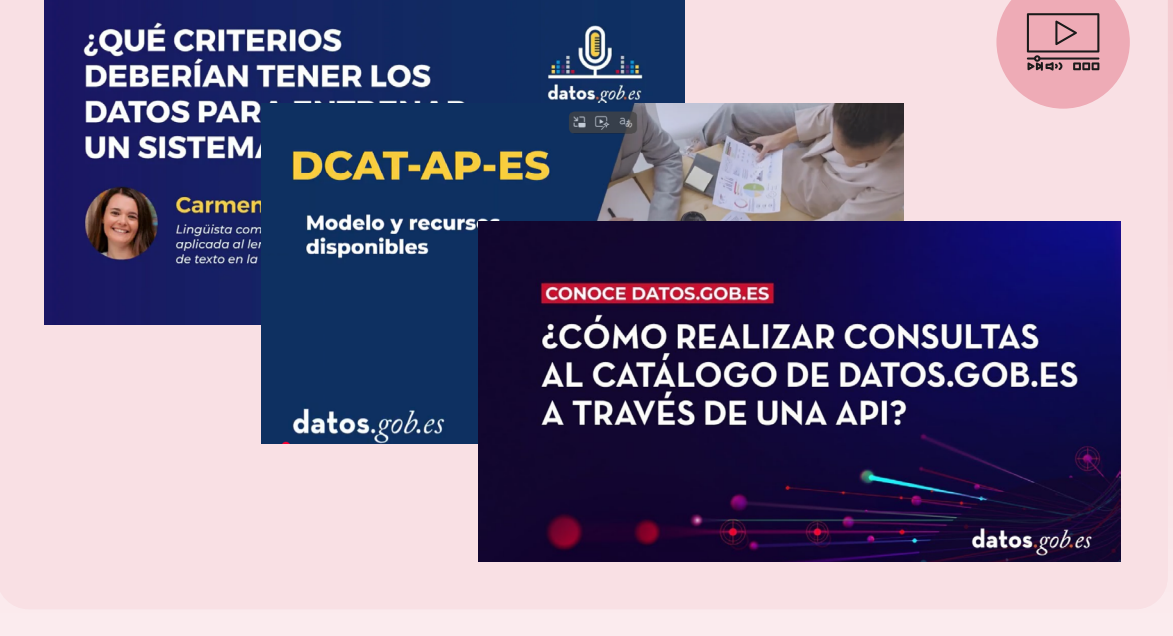 ¿QUÉ CRITERIOS
DEBERÍAN TENER LOS
DATOS PARA ENTRENAR
UN SISTEMA
Carmen
Lingüista com
aplicada al len
de texto en la
datos.gob.es
DCAT-AP-ES
Modelo y recursos
disponibles
datos.gob.es
CONOCE DATOS.GOB.ES
¿CÓMO REALIZAR CONSULTAS
AL CATÁLOGO DE DATOS.GOB.ES
A TRAVÉS DE UNA API?
datos.gob.es